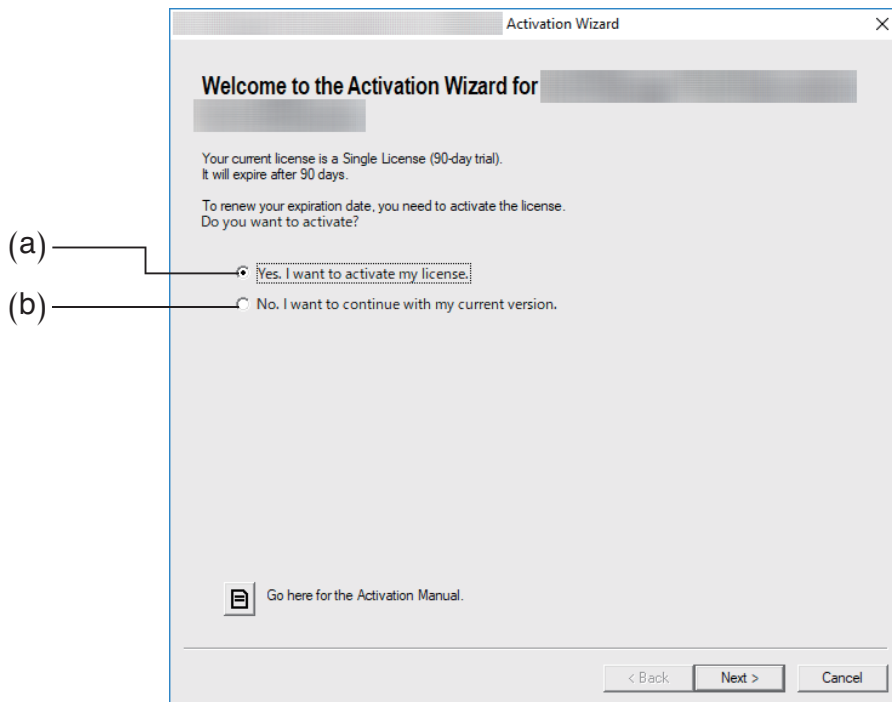 Activation Wizard
Welcome to the Activation Wizard for
Your current license is a Single License (90-day trial).
It will expire after 90 days.
To renew your expiration date, you need to activate the license.
Do you want to activate?
(a)
Yes. I want to activate my license.
(b)
No. I want to continue with my current version.
Go here for the Activation Manual.
< Back Next > Cancel